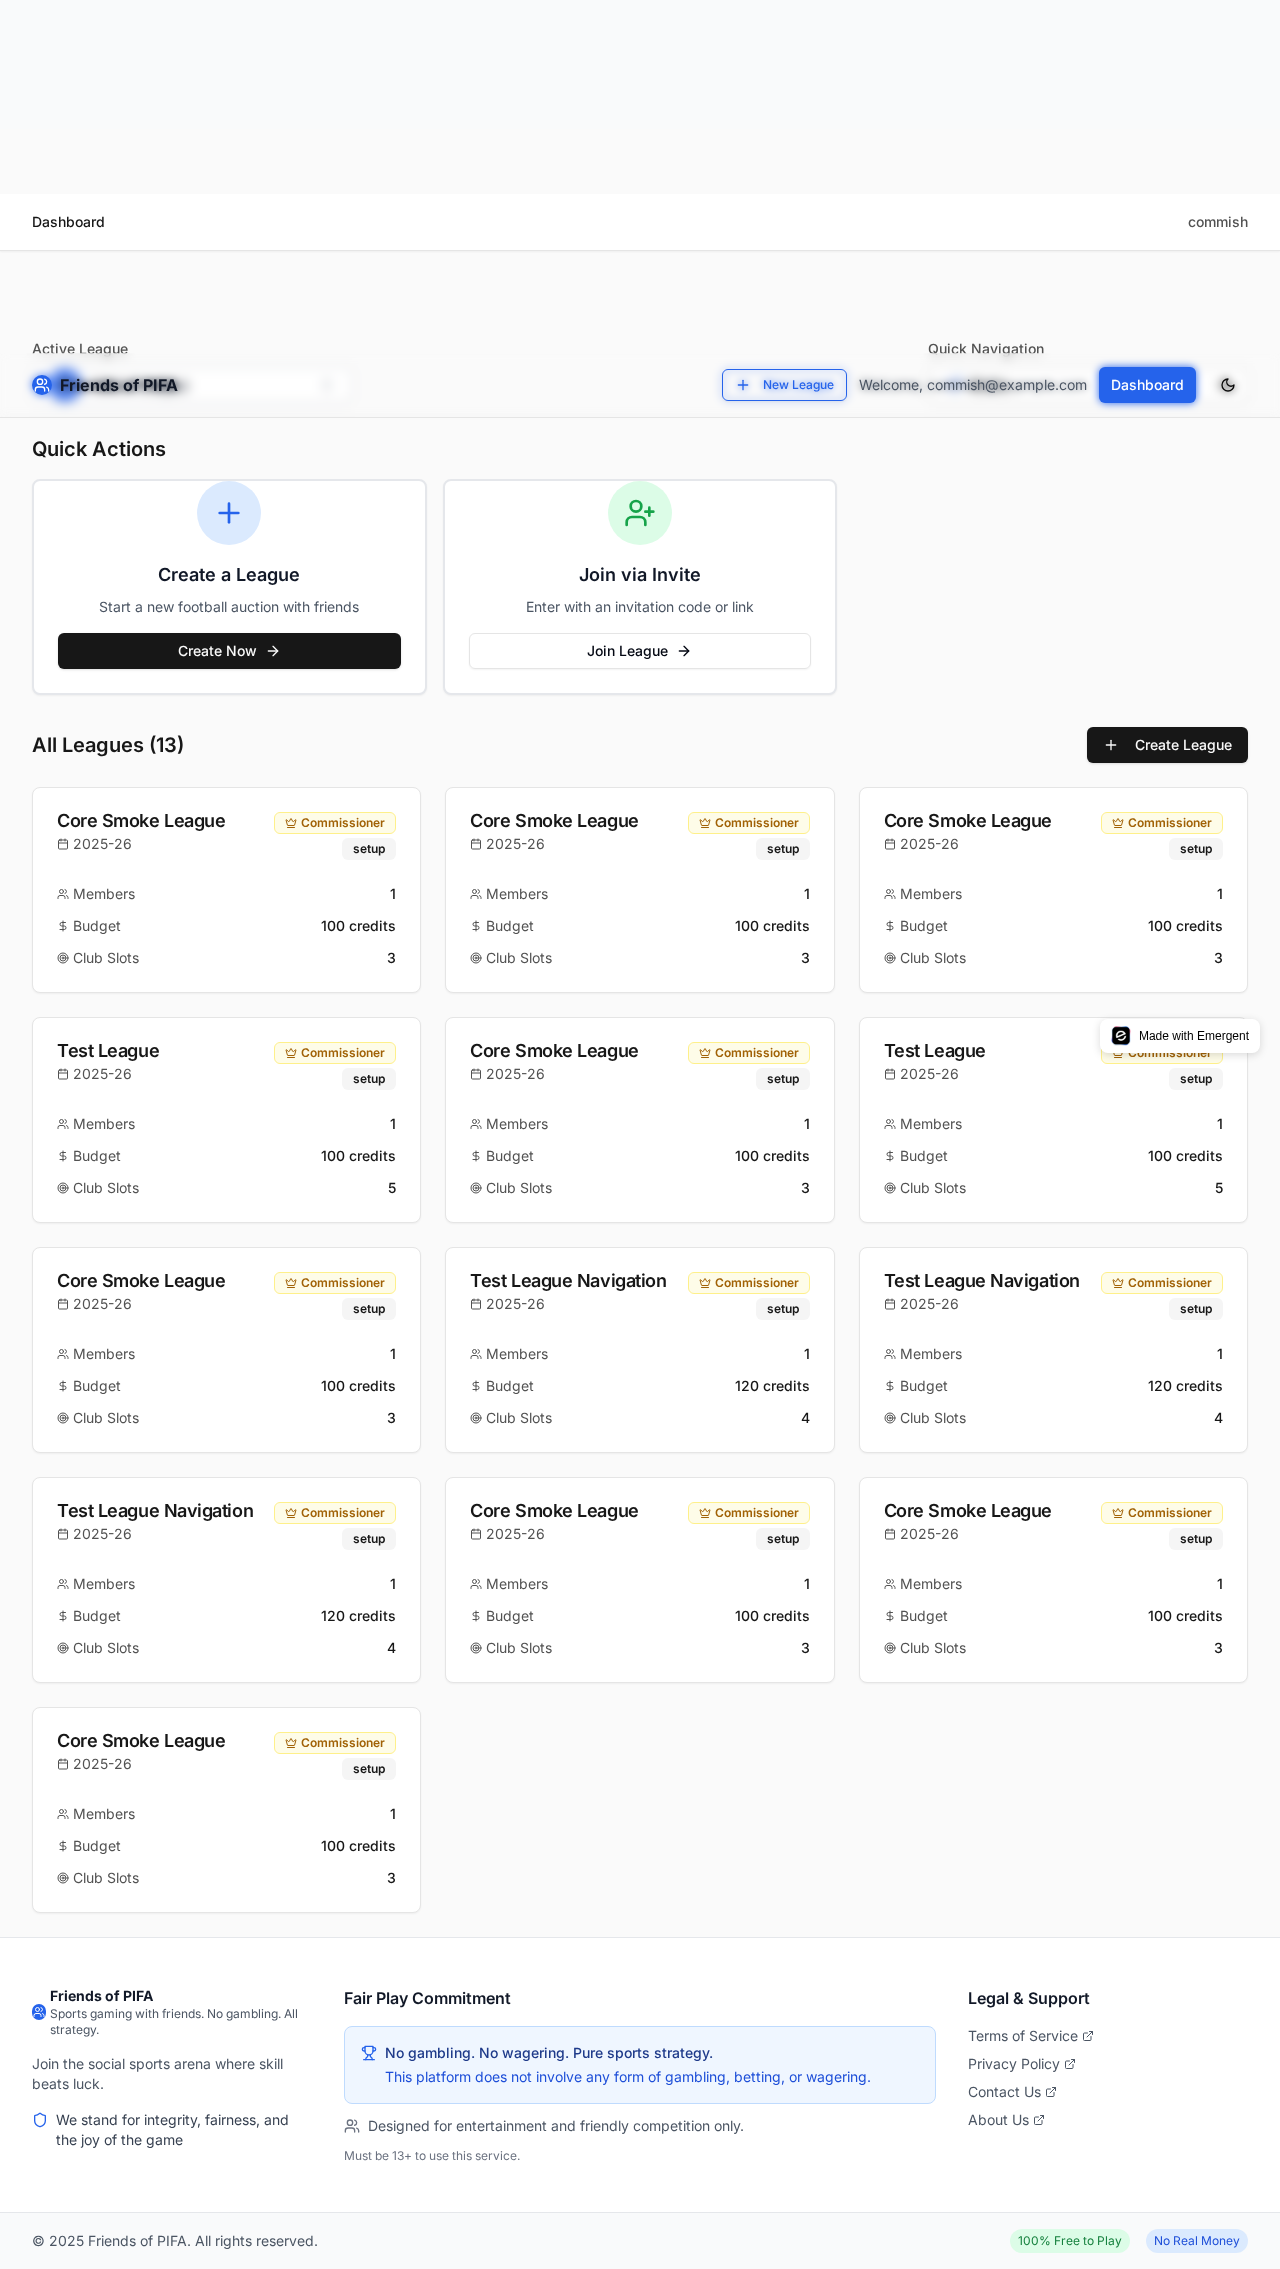 Dashboard
commish
Active League
Quick Navigation
Friends of PIFA
New League
Welcome, commish@example.com
Dashboard
Quick Actions
Create a League
Start a new football auction with friends
Create Now
Join via Invite
Enter with an invitation code or link
Join League
All Leagues (13)
Create League
Core Smoke League
Commissioner
2025-26
setup
Members 1
Budget 100 credits
Club Slots 3
Core Smoke League
Commissioner
2025-26
setup
Members 1
Budget 100 credits
Club Slots 3
Core Smoke League
Commissioner
2025-26
setup
Members 1
Budget 100 credits
Club Slots 3
Test League
Commissioner
2025-26
setup
Members 1
Budget 100 credits
Club Slots 5
Core Smoke League
Commissioner
2025-26
setup
Members 1
Budget 100 credits
Club Slots 3
Made with Emergent
Test League
Commissioner
2025-26
setup
Members 1
Budget 100 credits
Club Slots 5
Core Smoke League
Commissioner
2025-26
setup
Members 1
Budget 100 credits
Club Slots 3
Test League Navigation
Commissioner
2025-26
setup
Members 1
Budget 120 credits
Club Slots 4
Test League Navigation
Commissioner
2025-26
setup
Members 1
Budget 120 credits
Club Slots 4
Test League Navigation
Commissioner
2025-26
setup
Members 1
Budget 120 credits
Club Slots 4
Core Smoke League
Commissioner
2025-26
setup
Members 1
Budget 100 credits
Club Slots 3
Core Smoke League
Commissioner
2025-26
setup
Members 1
Budget 100 credits
Club Slots 3
Core Smoke League
Commissioner
2025-26
setup
Members 1
Budget 100 credits
Club Slots 3
Friends of PIFA
Sports gaming with friends. No gambling. All
strategy.
Join the social sports arena where skill
beats luck.
We stand for integrity, fairness, and
the joy of the game
Fair Play Commitment
No gambling. No wagering. Pure sports strategy.
This platform does not involve any form of gambling, betting, or wagering.
Designed for entertainment and friendly competition only.
Must be 13+ to use this service.
Legal & Support
Terms of Service
Privacy Policy
Contact Us
About Us
© 2025 Friends of PIFA. All rights reserved.
100% Free to Play
No Real Money